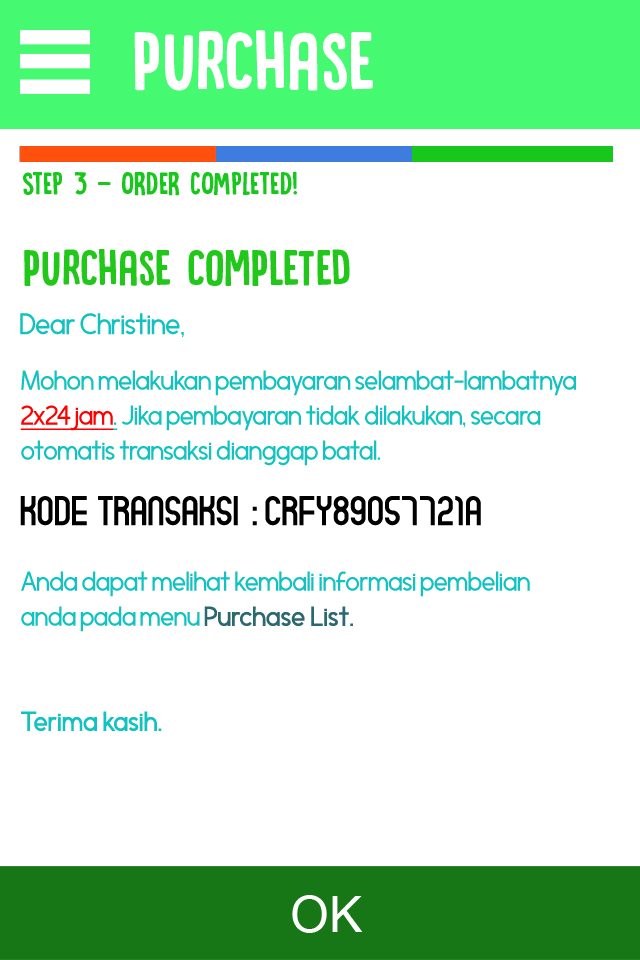 PURCHASE
STEP 3 – ORDER COMPLETED!
PURCHASE COMPLETED
Dear Christine,
Mohon melakukan pembayaran selambat-lambatnya
2x24 jam. Jika pembayaran tidak dilakukan, secara
otomatis transaksi dianggap batal.
KODE TRANSAKSI : CRFY89057721A
Anda dapat melihat kembali informasi pembelian
anda pada menu Purchase List.
Terima kasih.
OK